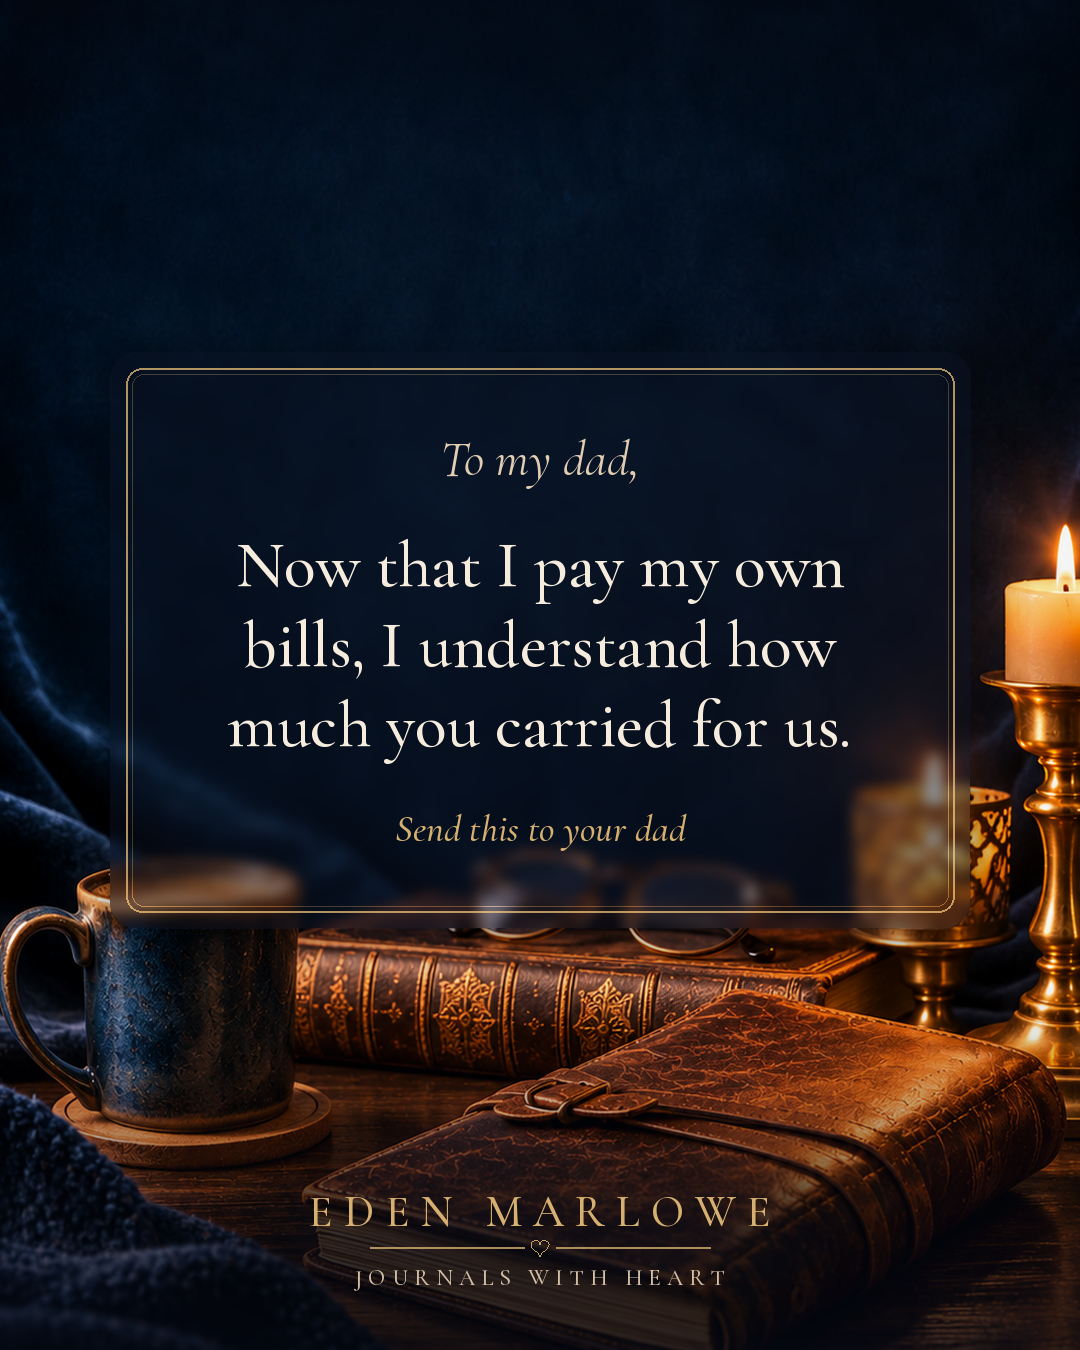 To my dad,
Now that I pay my own
bills, I understand how
much you carried for us.
Send this to your dad
EDEN MARLOWE
JOURNALS WITH HEART